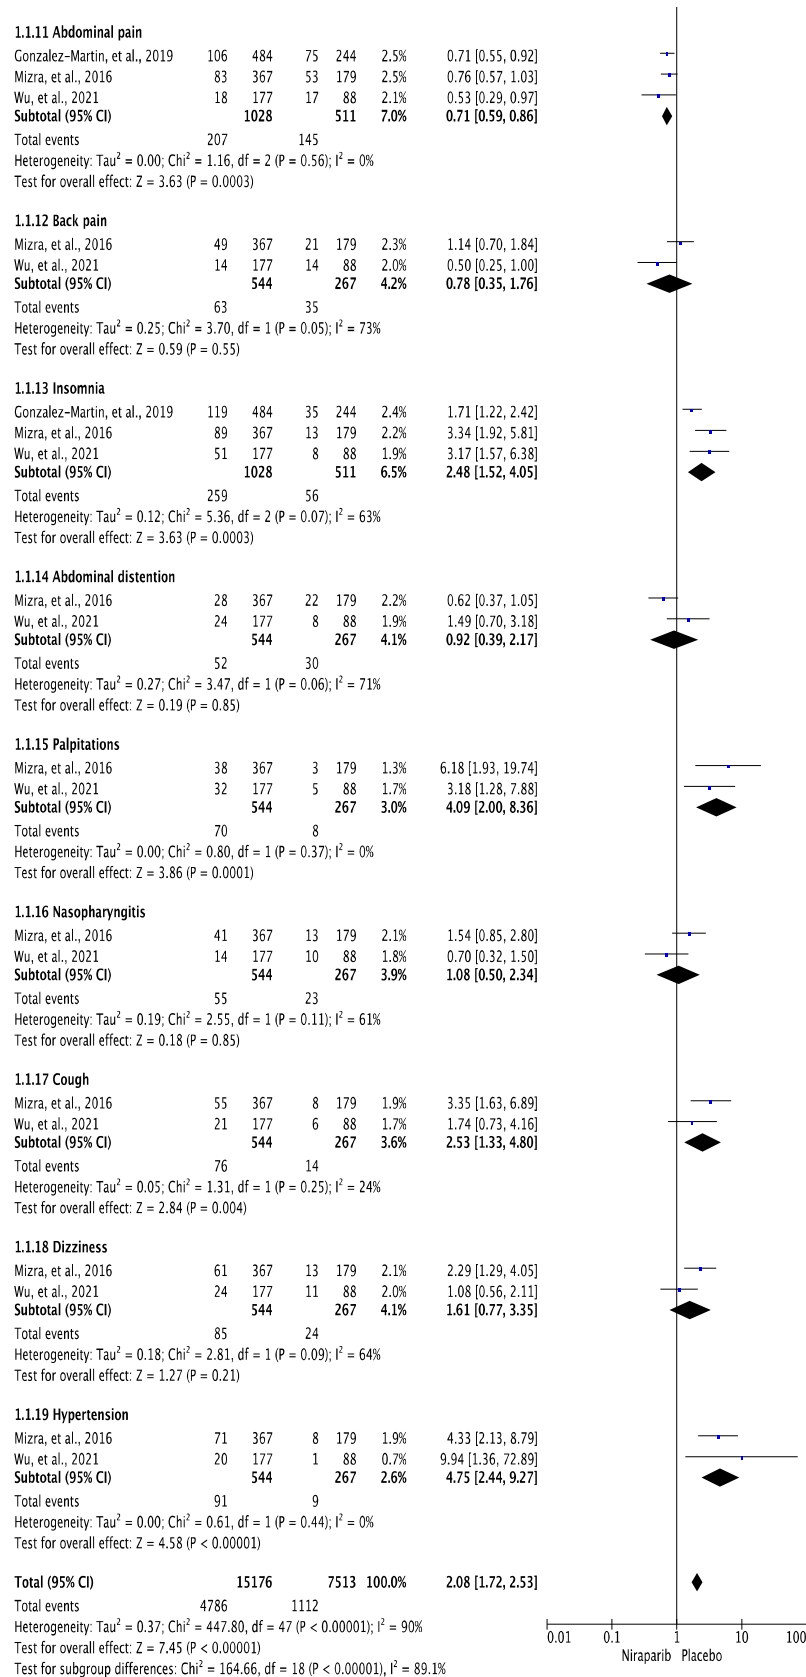 1.1.11 Abdominal pain
Gonzalez-Martin, et al., 2019 106 484 75 244 2.5% 0.71 [0.55, 0.92]
Mizra, et al., 2016 83 367 53 179 2.5% 0.76 [0.57, 1.03]
Wu, et al., 2021 18 177 17 88 2.1% 0.53 [0.29, 0.97]
Subtotal (95% CI) 1028 511 7.0% 0.71 [0.59, 0.86]
Total events 207 145
Heterogeneity: Tau² = 0.00; Chi² = 1.16, df = 2 (P = 0.56); I² = 0%
Test for overall effect: Z = 3.63 (P = 0.0003)
1.1.12 Back pain
Mizra, et al., 2016 49 367 21 179 2.3% 1.14 [0.70, 1.84]
Wu, et al., 2021 14 177 14 88 2.0% 0.50 [0.25, 1.00]
Subtotal (95% CI) 544 267 4.2% 0.78 [0.35, 1.76]
Total events 63 35
Heterogeneity: Tau² = 0.25; Chi² = 3.70, df = 1 (P = 0.05); I² = 73%
Test for overall effect: Z = 0.59 (P = 0.55)
1.1.13 Insomnia
Gonzalez-Martin, et al., 2019 119 484 35 244 2.4% 1.71 [1.22, 2.42]
Mizra, et al., 2016 89 367 13 179 2.2% 3.34 [1.92, 5.81]
Wu, et al., 2021 51 177 8 88 1.9% 3.17 [1.57, 6.38]
Subtotal (95% CI) 1028 511 6.5% 2.48 [1.52, 4.05]
Total events 259 56
Heterogeneity: Tau² = 0.12; Chi² = 5.36, df = 2 (P = 0.07); I² = 63%
Test for overall effect: Z = 3.63 (P = 0.0003)
1.1.14 Abdominal distention
Mizra, et al., 2016 28 367 22 179 2.2% 0.62 [0.37, 1.05]
Wu, et al., 2021 24 177 8 88 1.9% 1.49 [0.70, 3.18]
Subtotal (95% CI) 544 267 4.1% 0.92 [0.39, 2.17]
Total events 52 30
Heterogeneity: Tau² = 0.27; Chi² = 3.47, df = 1 (P = 0.06); I² = 71%
Test for overall effect: Z = 0.19 (P = 0.85)
1.1.15 Palpitations
Mizra, et al., 2016 38 367 3 179 1.3% 6.18 [1.93, 19.74]
Wu, et al., 2021 32 177 5 88 1.7% 3.18 [1.28, 7.88]
Subtotal (95% CI) 544 267 3.0% 4.09 [2.00, 8.36]
Total events 70 8
Heterogeneity: Tau² = 0.00; Chi² = 0.80, df = 1 (P = 0.37); I² = 0%
Test for overall effect: Z = 3.86 (P = 0.0001)
1.1.16 Nasopharyngitis
Mizra, et al., 2016 41 367 13 179 2.1% 1.54 [0.85, 2.80]
Wu, et al., 2021 14 177 10 88 1.8% 0.70 [0.32, 1.50]
Subtotal (95% CI) 544 267 3.9% 1.08 [0.50, 2.34]
Total events 55 23
Heterogeneity: Tau² = 0.19; Chi² = 2.55, df = 1 (P = 0.11); I² = 61%
Test for overall effect: Z = 0.18 (P = 0.85)
1.1.17 Cough
Mizra, et al., 2016 55 367 8 179 1.9% 3.35 [1.63, 6.89]
Wu, et al., 2021 21 177 6 88 1.7% 1.74 [0.73, 4.16]
Subtotal (95% CI) 544 267 3.6% 2.53 [1.33, 4.80]
Total events 76 14
Heterogeneity: Tau² = 0.05; Chi² = 1.31, df = 1 (P = 0.25); I² = 24%
Test for overall effect: Z = 2.84 (P = 0.004)
1.1.18 Dizziness
Mizra, et al., 2016 61 367 13 179 2.1% 2.29 [1.29, 4.05]
Wu, et al., 2021 24 177 11 88 2.0% 1.08 [0.56, 2.11]
Subtotal (95% CI) 544 267 4.1% 1.61 [0.77, 3.35]
Total events 85 24
Heterogeneity: Tau² = 0.18; Chi² = 2.81, df = 1 (P = 0.09); I² = 64%
Test for overall effect: Z = 1.27 (P = 0.21)
1.1.19 Hypertension
Mizra, et al., 2016 71 367 8 179 1.9% 4.33 [2.13, 8.79]
Wu, et al., 2021 20 177 1 88 0.7% 9.94 [1.36, 72.89]
Subtotal (95% CI) 544 267 2.6% 4.75 [2.44, 9.27]
Total events 91 9
Heterogeneity: Tau² = 0.00; Chi² = 0.61, df = 1 (P = 0.44); I² = 0%
Test for overall effect: Z = 4.58 (P < 0.00001)
Total (95% CI) 15176 7513 100.0% 2.08 [1.72, 2.53]
Total events 4786 1112
Heterogeneity: Tau² = 0.37; Chi² = 447.80, df = 47 (P < 0.00001); I² = 90%
Test for overall effect: Z = 7.45 (P < 0.00001)
Test for subgroup differences: Chi² = 164.66, df = 18 (P < 0.00001), I² = 89.1%
0.01 0.1 1 10 100
Niraparib Placebo